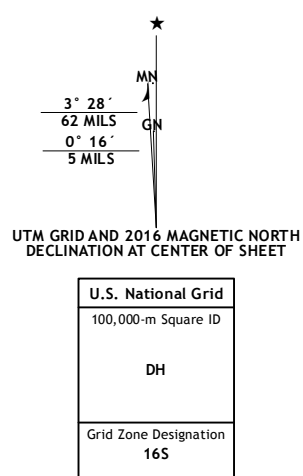 MN
3° 28´
62 MILS
GN
0° 16´
5 MILS
UTM GRID AND 2016 MAGNETIC NORTH
DECLINATION AT CENTER OF SHEET
U.S. National Grid
100,000-m Square ID
DH
Grid Zone Designation
16S